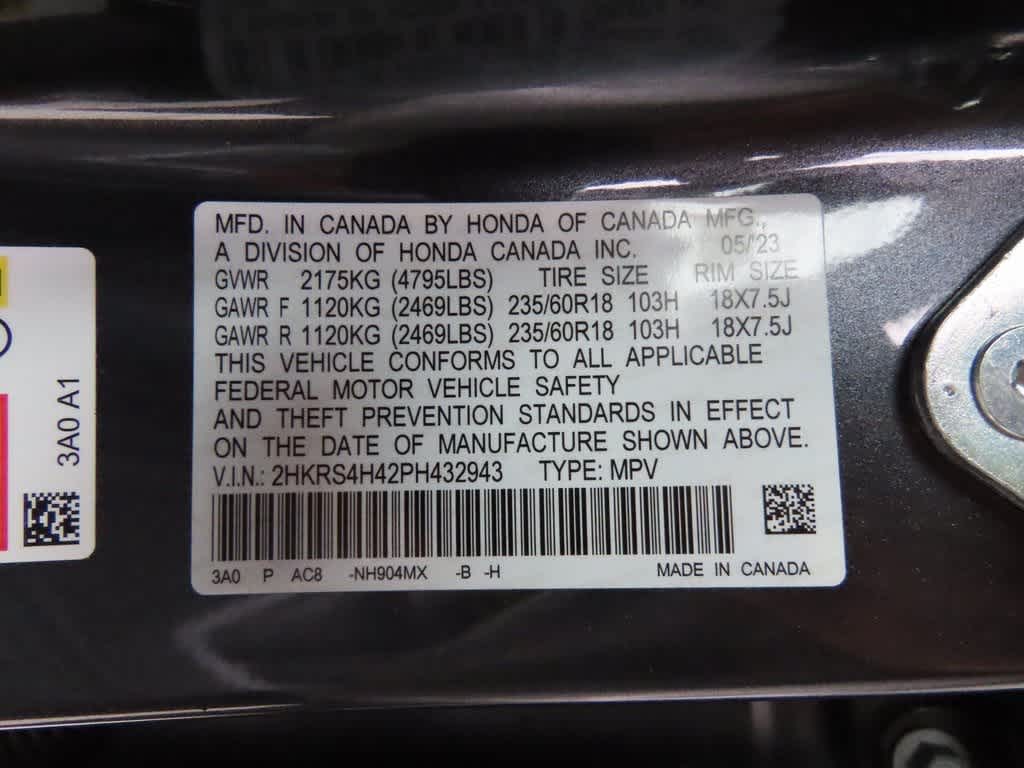 MFD. IN CANADA BY HONDA OF CANADA MFG.,
A DIVISION OF HONDA CANADA INC. 05/'23
GVWR 2175KG (4795LBS) TIRE SIZE RIM SIZE
GAWR F 1120KG (2469LBS) 235/60R18 103H 18X7.5J
GAWR R 1120KG (2469LBS) 235/60R18 103H 18X7.5J
THIS VEHICLE CONFORMS TO ALL APPLICABLE
FEDERAL MOTOR VEHICLE SAFETY
AND THEFT PREVENTION STANDARDS IN EFFECT
ON THE DATE OF MANUFACTURE SHOWN ABOVE.
V.I.N.: 2HKRS4H42PH432943 TYPE: MPV
3A0 P AC8 -NH904MX -B -H MADE IN CANADA
3A0 A1